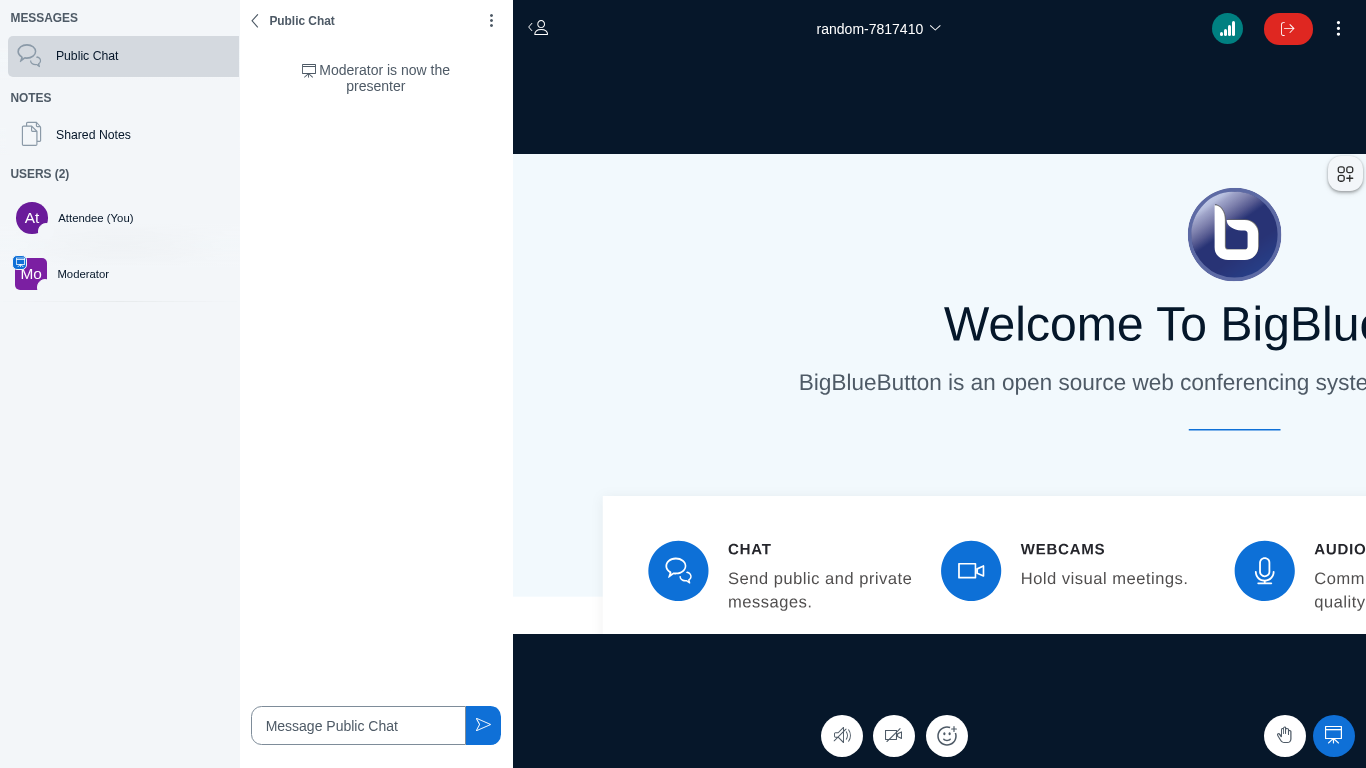 MESSAGES
Public Chat
NOTES
Shared Notes
USERS (2)
At
Attendee (You)
Mo
Moderator
Public Chat
Moderator is now the
presenter
Message Public Chat
random-7817410
Welcome To BigBlue
BigBlueButton is an open source web conferencing syste
CHAT
Send public and private
messages.
WEBCAMS
Hold visual meetings.
AUDIO
Comm
quality